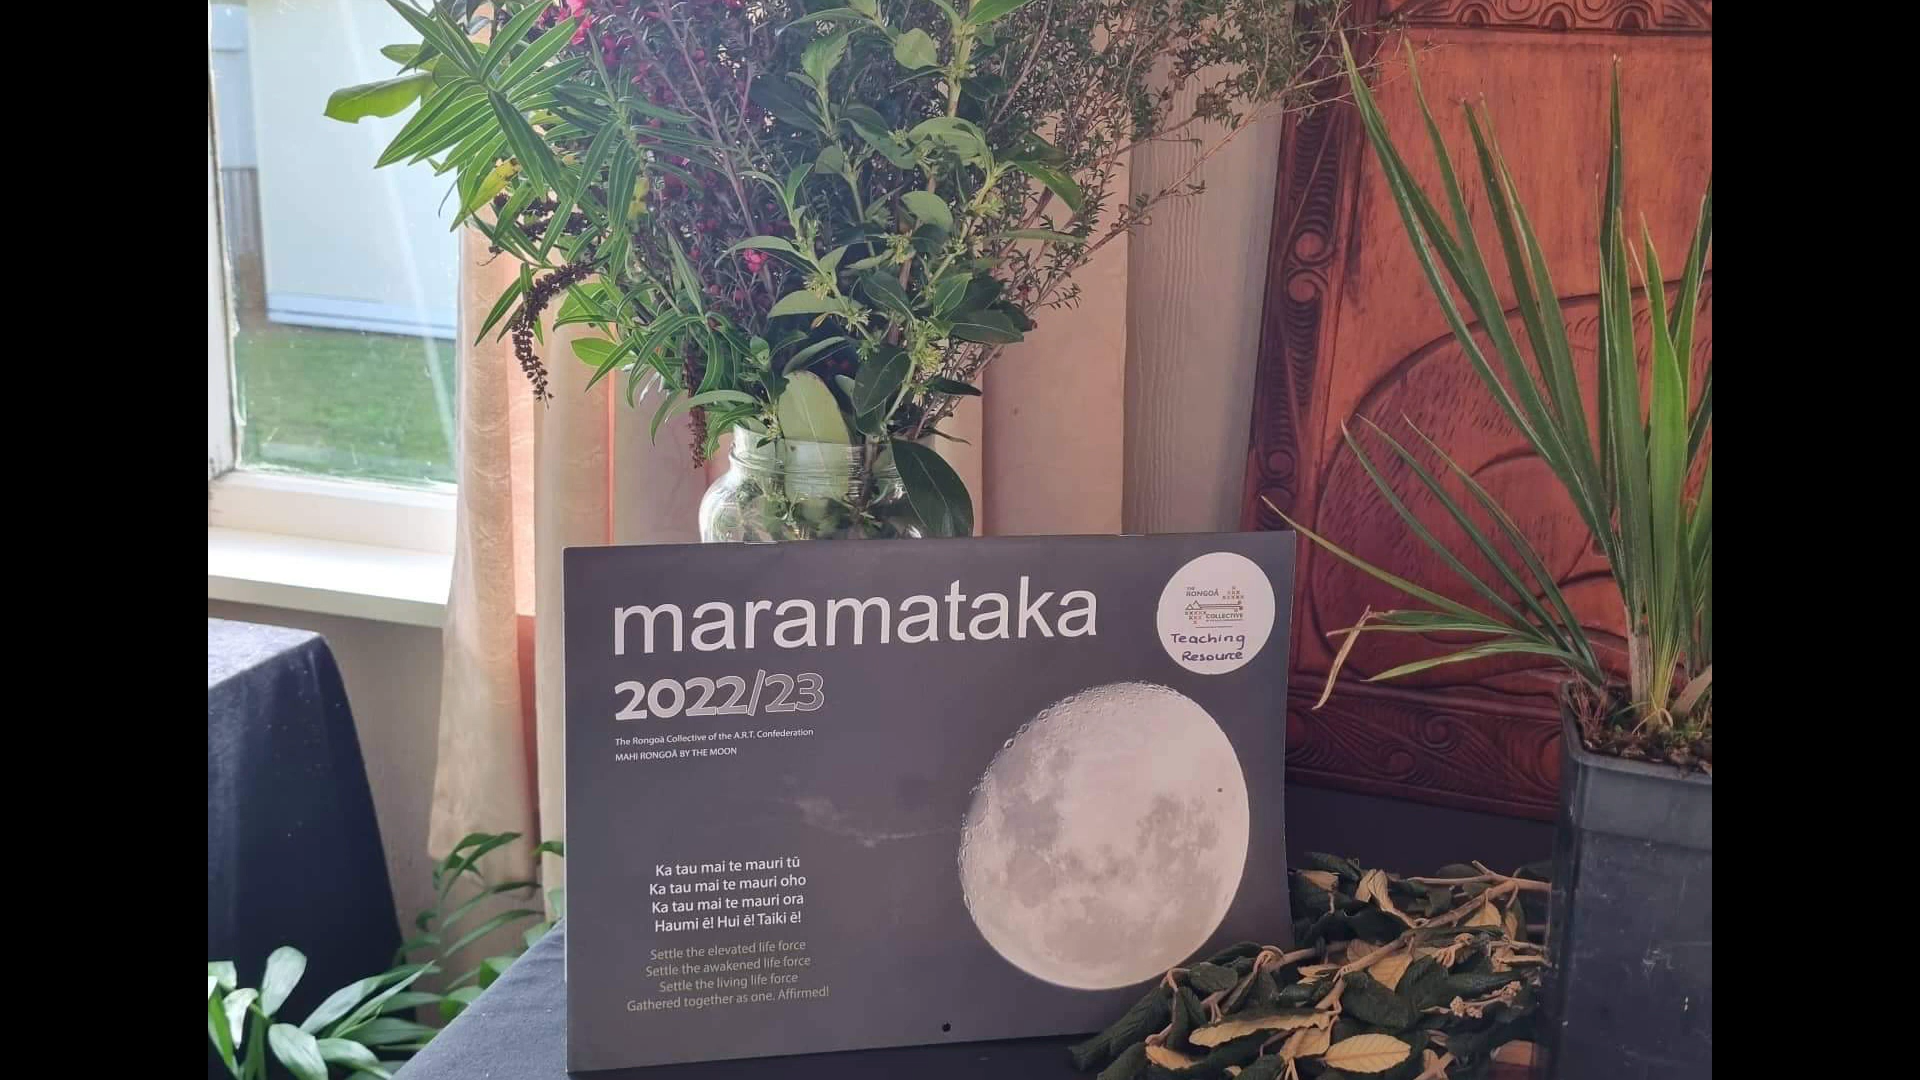 maramataka
2022/23
The Rongoā Collective of the A.R.T. Confederation
MAHI RONGOĀ BY THE MOON
THE
RONGOĀ
COLLECTIVE
Teaching
Resource
Ka tau mai te mauri tū
Ka tau mai te mauri oho
Ka tau mai te mauri ora
Haumi ē! Hui ē! Taiki ē!
Settle the elevated life force
Settle the awakened life force
Settle the living life force
Gathered together as one. Affirmed!